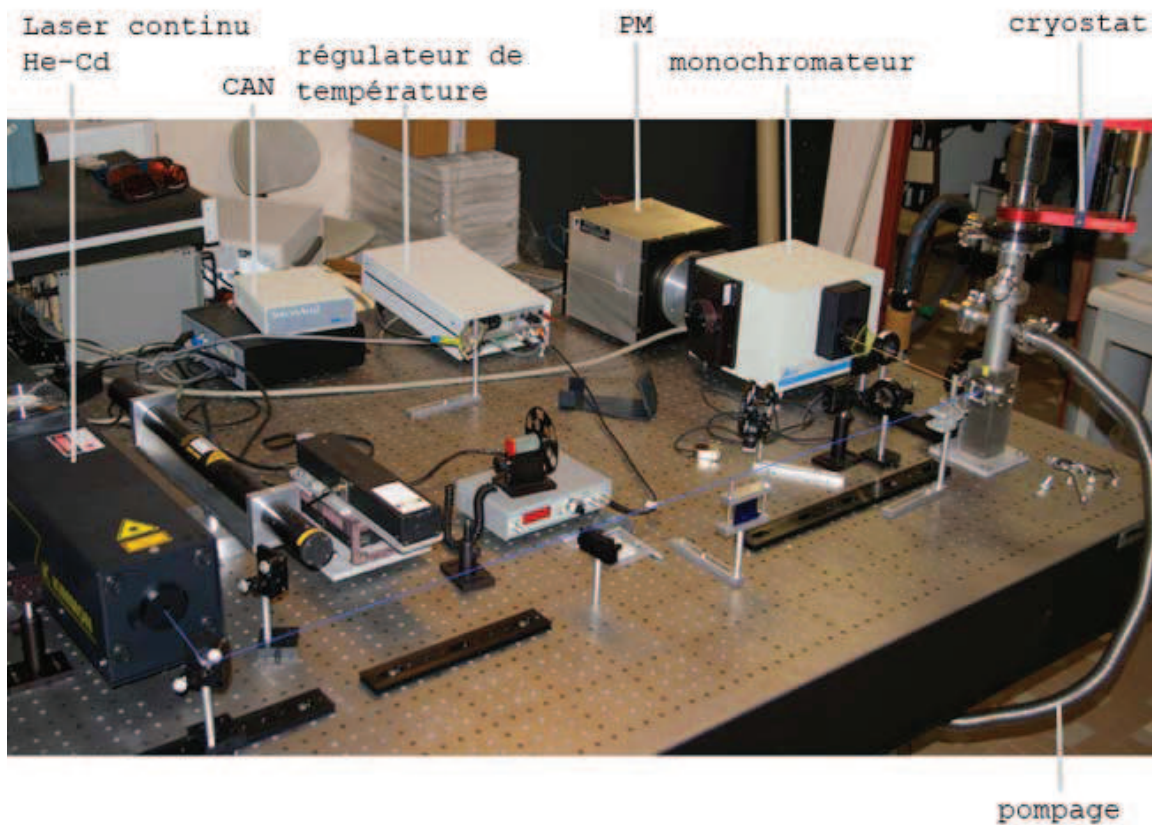 Laser continu
He-Cd
CAN
régulateur de
température
PM
monochromateur
cryostat
pompage